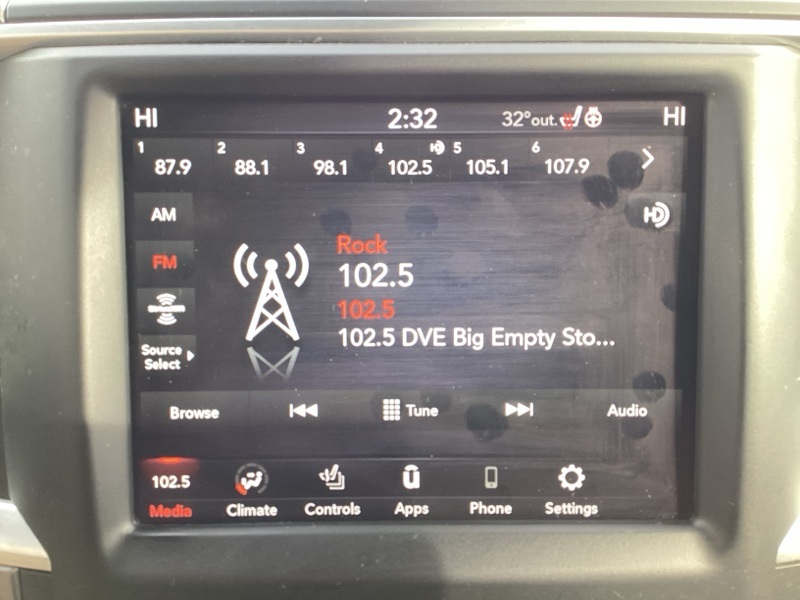 HI 2:32 32° out. HI
1 2 3 4 HD 5 6
87.9 88.1 98.1 102.5 105.1 107.9
AM HD
Rock
FM 102.5
102.5
102.5 DVE Big Empty Sto...
Source
Select
Browse Tune Audio
102.5
Media Climate Controls Apps Phone Settings